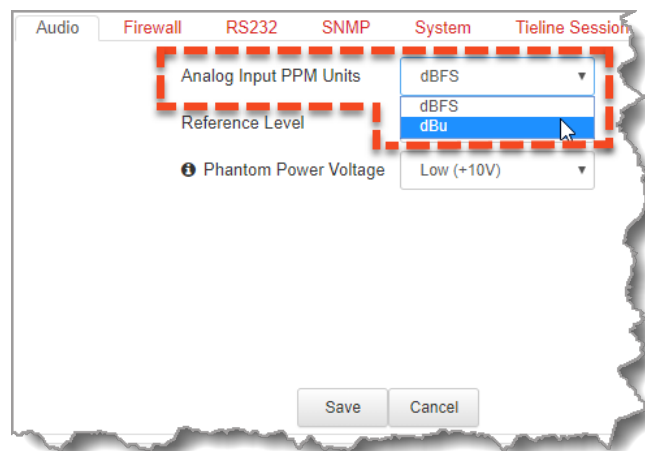 Audio Firewall RS232 SNMP System Tieline Session
Analog Input PPM Units dBFS
dBFS
Reference Level dBu
Phantom Power Voltage Low (+10V)
Save Cancel